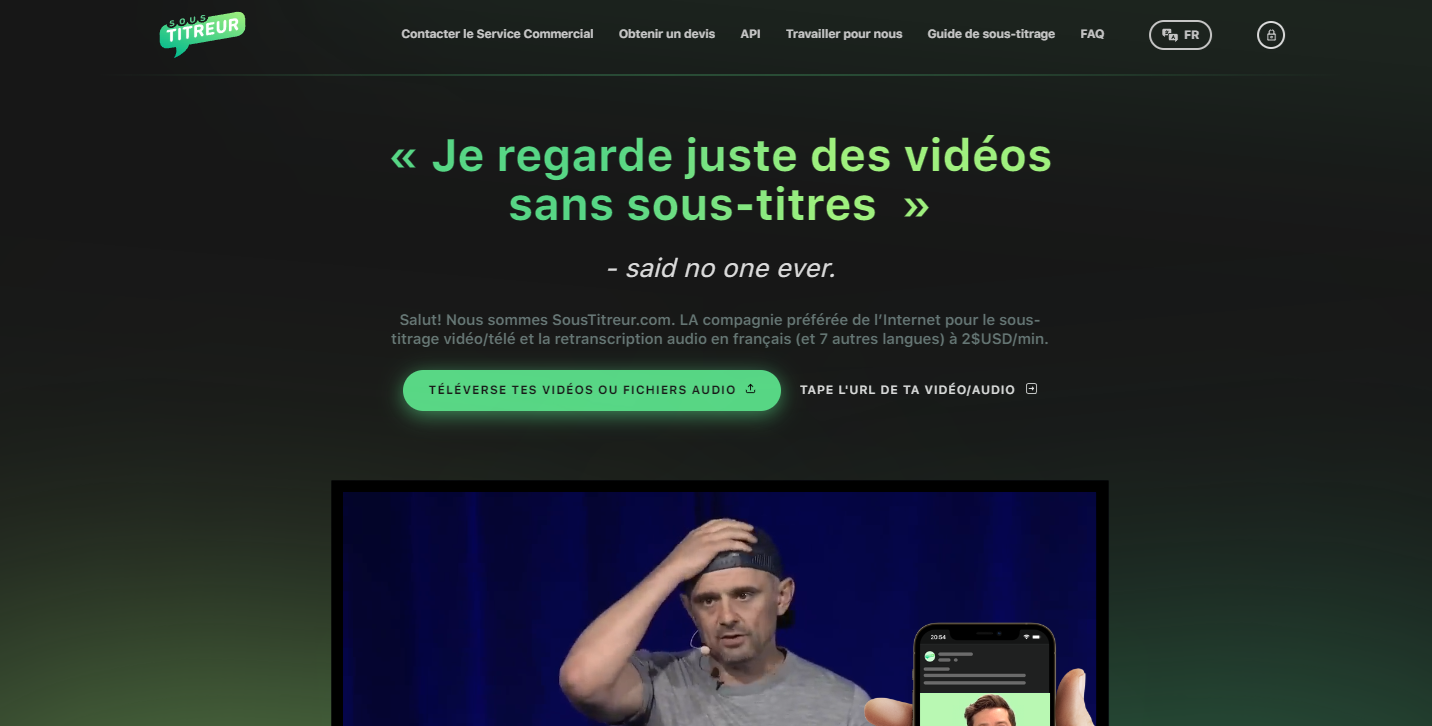 SOUS
TITREUR
Contacter le Service Commercial Obtenir un devis API Travailler pour nous Guide de sous-titrage FAQ FR
« Je regarde juste des vidéos
sans sous-titres »
- said no one ever.
Salut! Nous sommes SousTitreur.com. LA compagnie préférée de l’Internet pour le sous-
titrage vidéo/télé et la retranscription audio en français (et 7 autres langues) à 2$USD/min.
TÉLÉVERSE TES VIDÉOS OU FICHIERS AUDIO TAPE L'URL DE TA VIDÉO/AUDIO
20:54